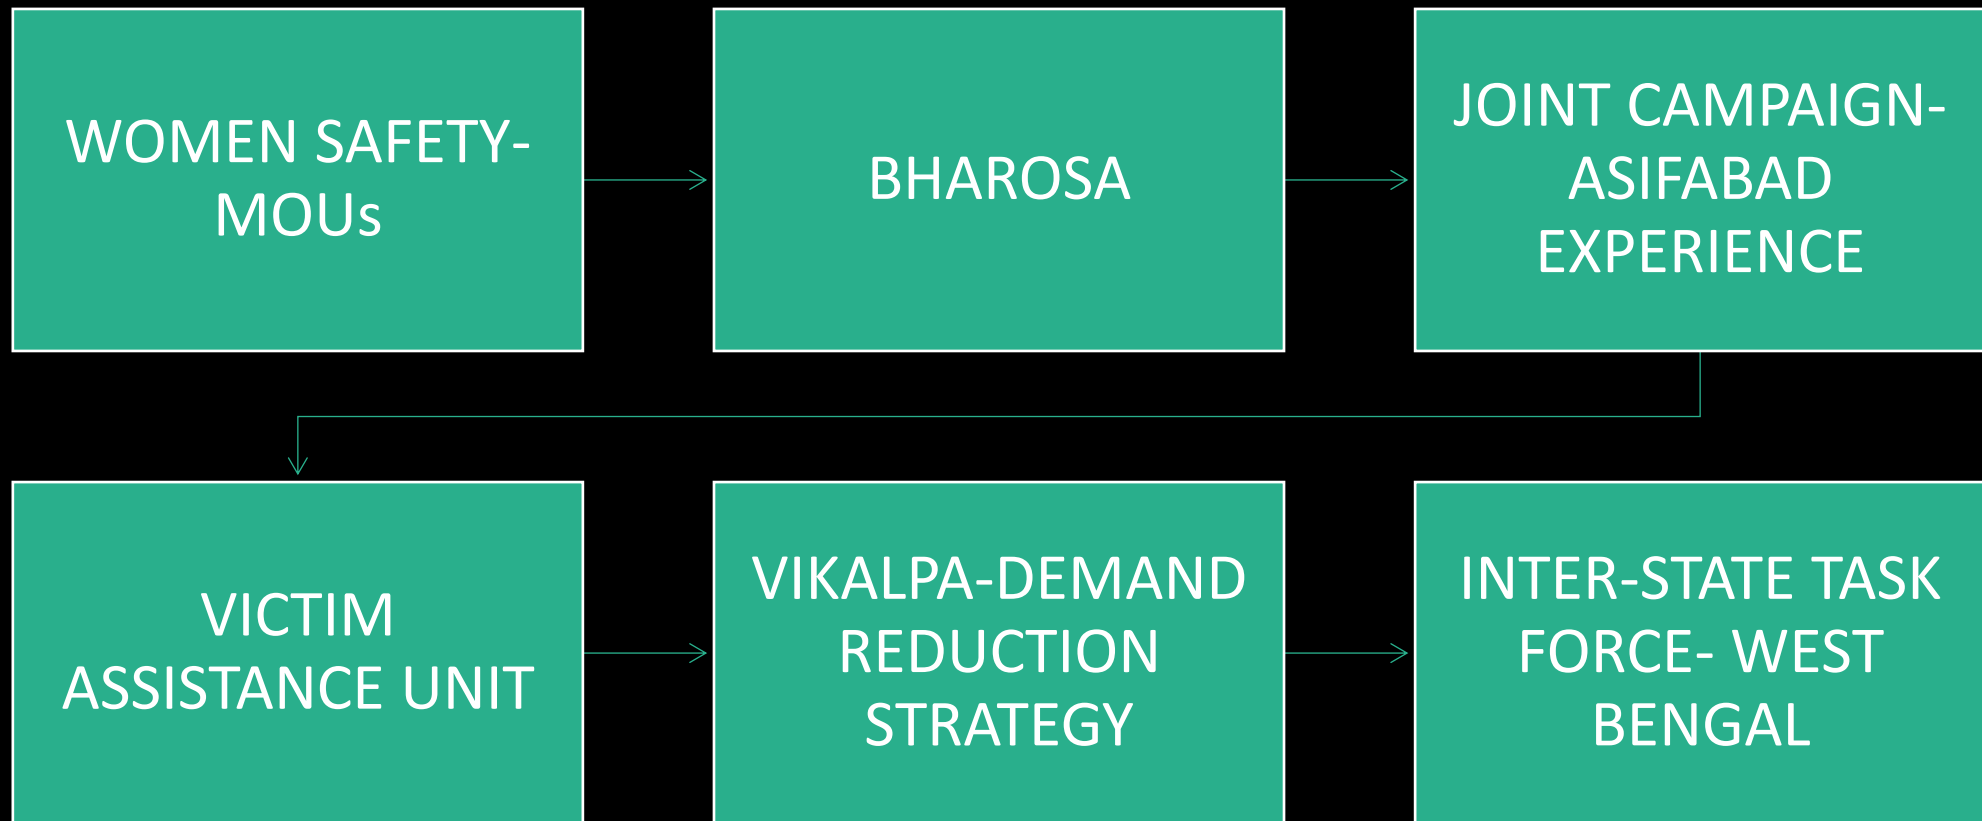 WOMEN SAFETY-
MOUs
BHAROSA
JOINT CAMPAIGN-
ASIFABAD
EXPERIENCE
VICTIM
ASSISTANCE UNIT
VIKALPA-DEMAND
REDUCTION
STRATEGY
INTER-STATE TASK
FORCE- WEST
BENGAL